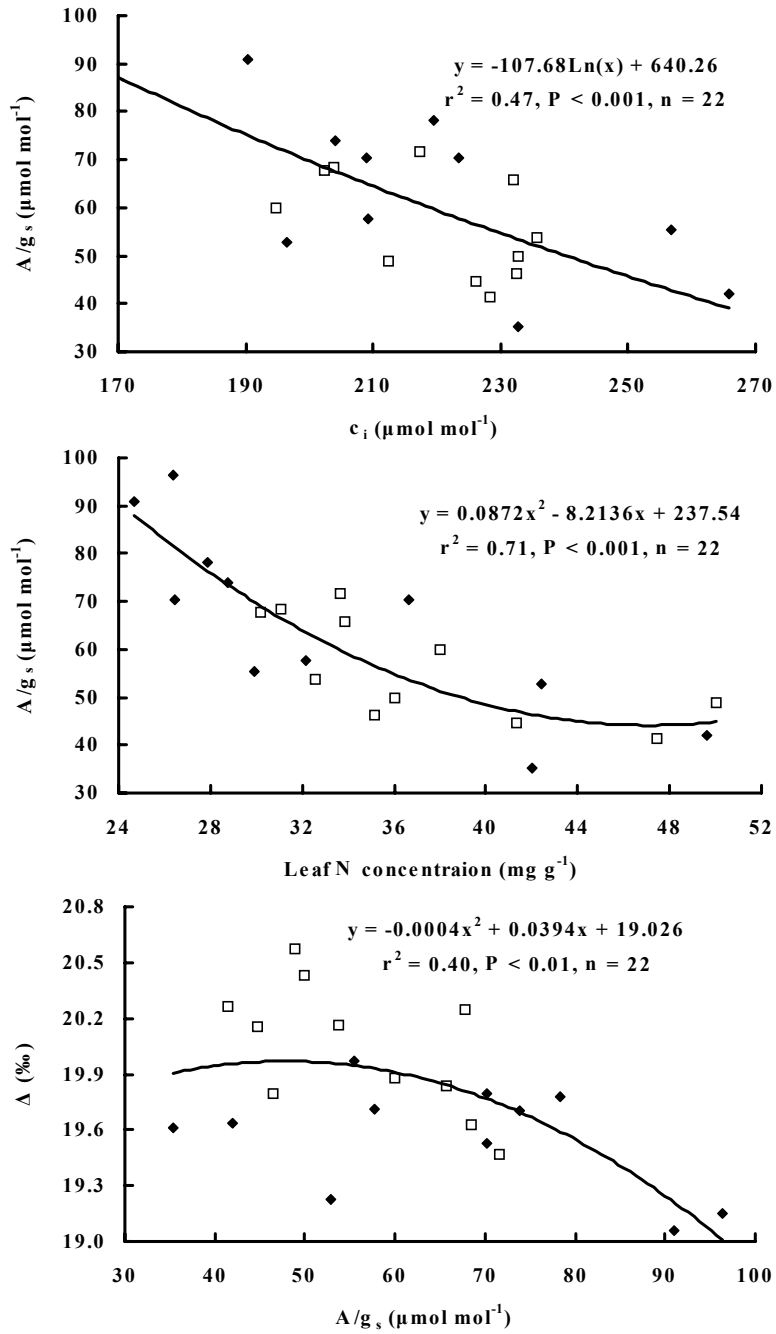 100
90
80
70
60
50
40
30
A/g s (µmol mol-1)
y = -107.68Ln(x) + 640.26
r2 = 0.47, P < 0.001, n = 22
170 190 210 230 250 270
c i (µmol mol-1)
100
90
80
70
60
50
40
30
A/g s (µmol mol-1)
y = 0.0872x2 - 8.2136x + 237.54
r2 = 0.71, P < 0.001, n = 22
24 28 32 36 40 44 48 52
Leaf N concentraion (mg g-1)
20.8
20.5
20.2
19.9
19.6
19.3
19.0
Δ (‰)
y = -0.0004x2 + 0.0394x + 19.026
r2 = 0.40, P < 0.01, n = 22
30 40 50 60 70 80 90 100
A/g s (µmol mol-1)